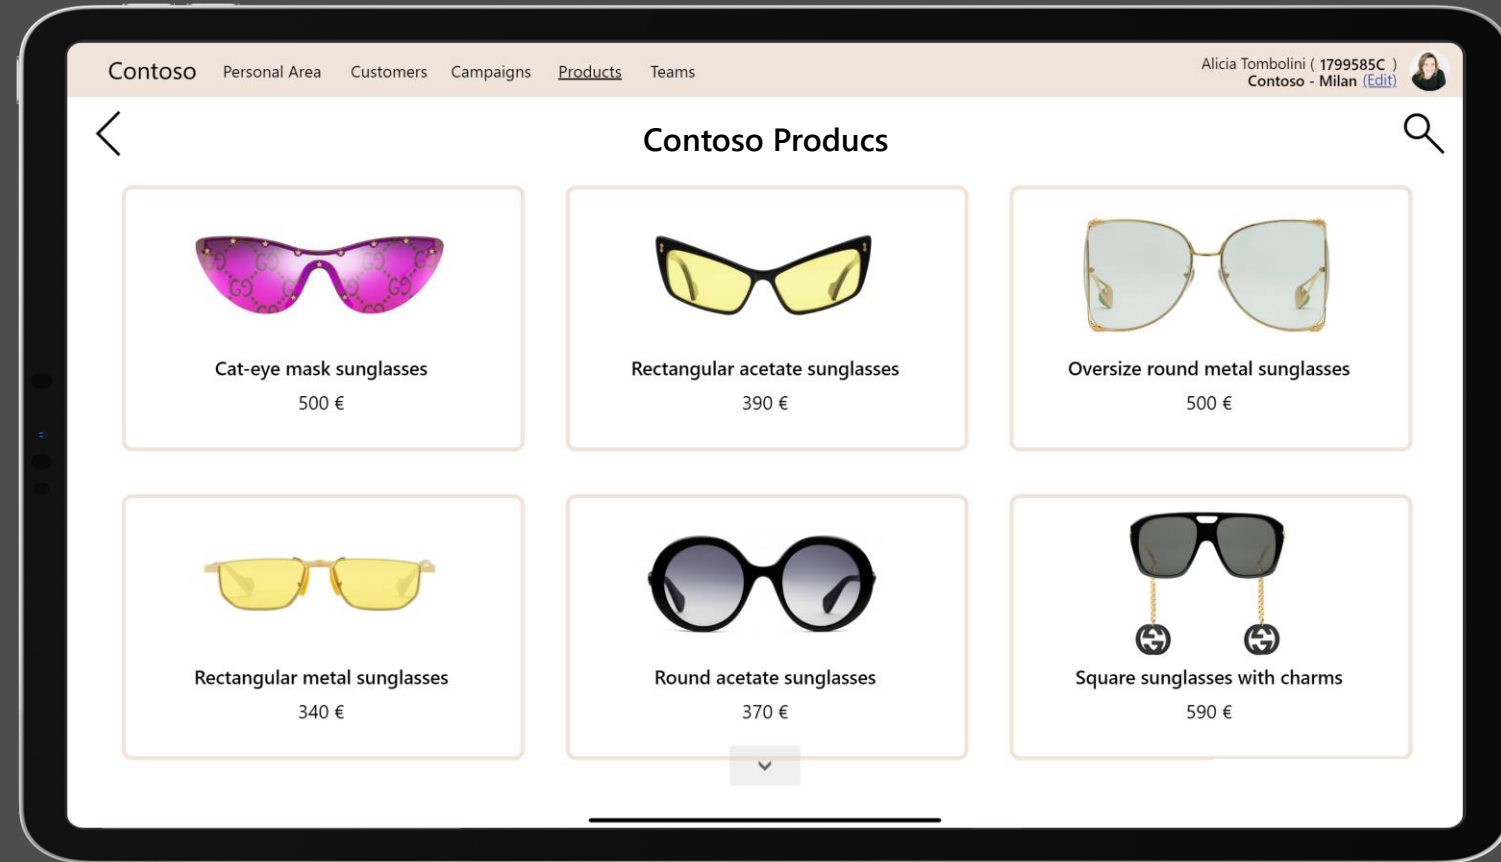 Contoso Personal Area Customers Campaigns Products Teams
Alicia Tombolini ( 1799585C )
Contoso - Milan (Edit)
Contoso Producs
Cat-eye mask sunglasses
500 €
Rectangular acetate sunglasses
390 €
Oversize round metal sunglasses
500 €
Rectangular metal sunglasses
340 €
Round acetate sunglasses
370 €
Square sunglasses with charms
590 €